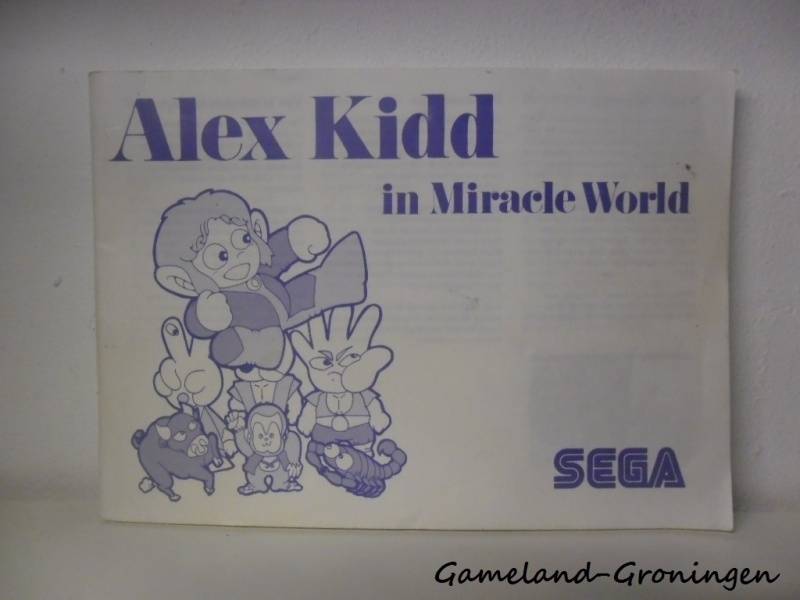 Alex Kidd
in Miracle World
SEGA
Gameland-Groningen